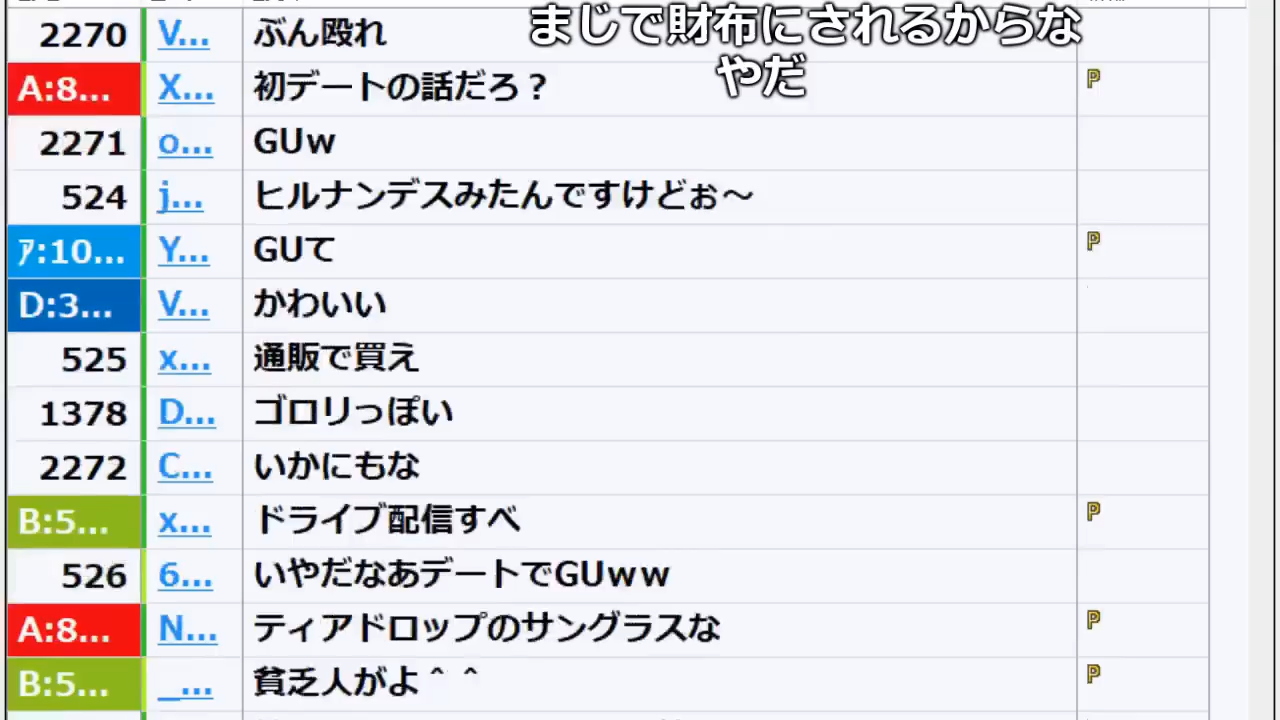 まじで財布にされるからな
やだ
2270 V... ぶん殴れ
A:8... X... 初デートの話だろ？ P
2271 o... GUw
524 j... ヒルナンデスみたんですけどぉ～
ｱ:10... Y... GUて P
D:3... V... かわいい
525 x... 通販で買え
1378 D... ゴロリっぽい
2272 C... いかにもな
B:5... x... ドライブ配信すべ P
526 6... いやだなあデートでGUww
A:8... N... ティアドロップのサングラスな P
B:5... _... 貧乏人がよ＾＾ P